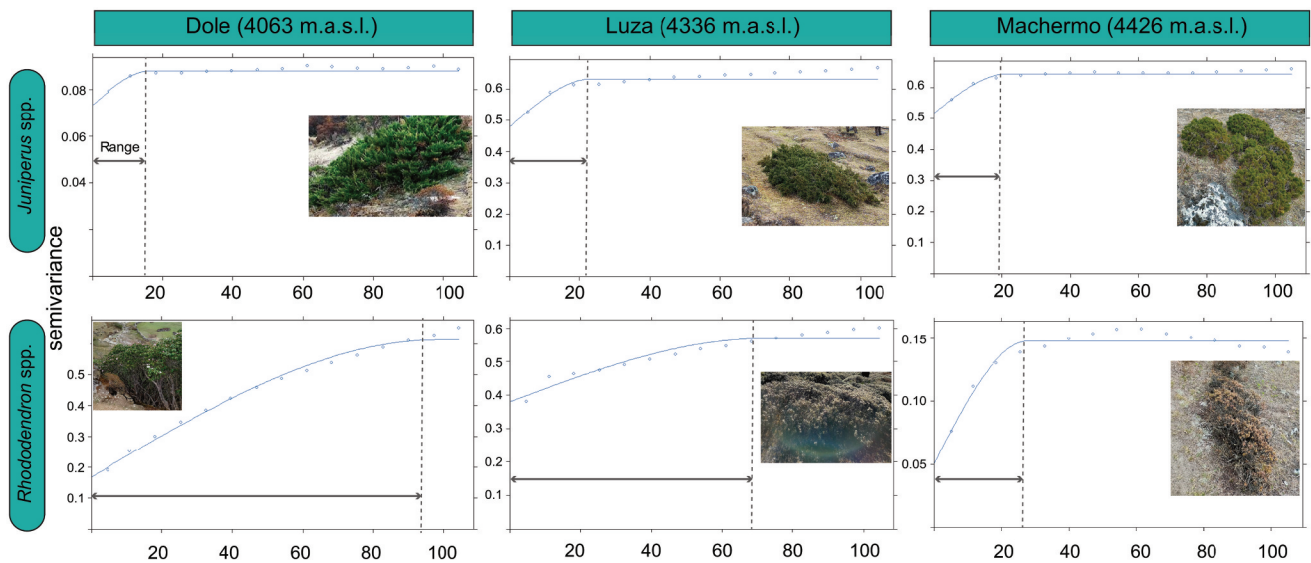 Dole (4063 m.a.s.l.)
Luza (4336 m.a.s.l.)
Machermo (4426 m.a.s.l.)
Juniperus spp.
Rhododendron spp.
semivariance
0.08
0.06
0.04
Range
20 40 60 80 100
0.6
0.5
0.4
0.3
0.2
0.1
20 40 60 80 100
0.6
0.5
0.4
0.3
0.2
0.1
20 40 60 80 100
0.5
0.4
0.3
0.2
0.1
20 40 60 80 100
0.6
0.5
0.4
0.3
0.2
0.1
20 40 60 80 100
0.15
0.10
0.05
20 40 60 80 100